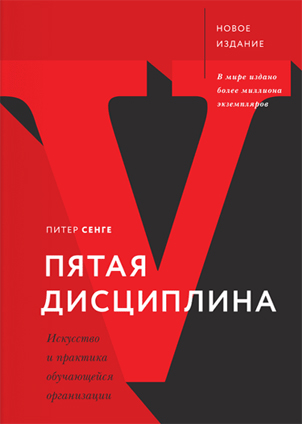 НОВОЕ
ИЗДАНИЕ
В мире издано
более миллиона
экземпляров
V
ПИТЕР СЕНГЕ
ПЯТАЯ
ДИСЦИПЛИНА
Искусство
и практика
обучающейся
организации